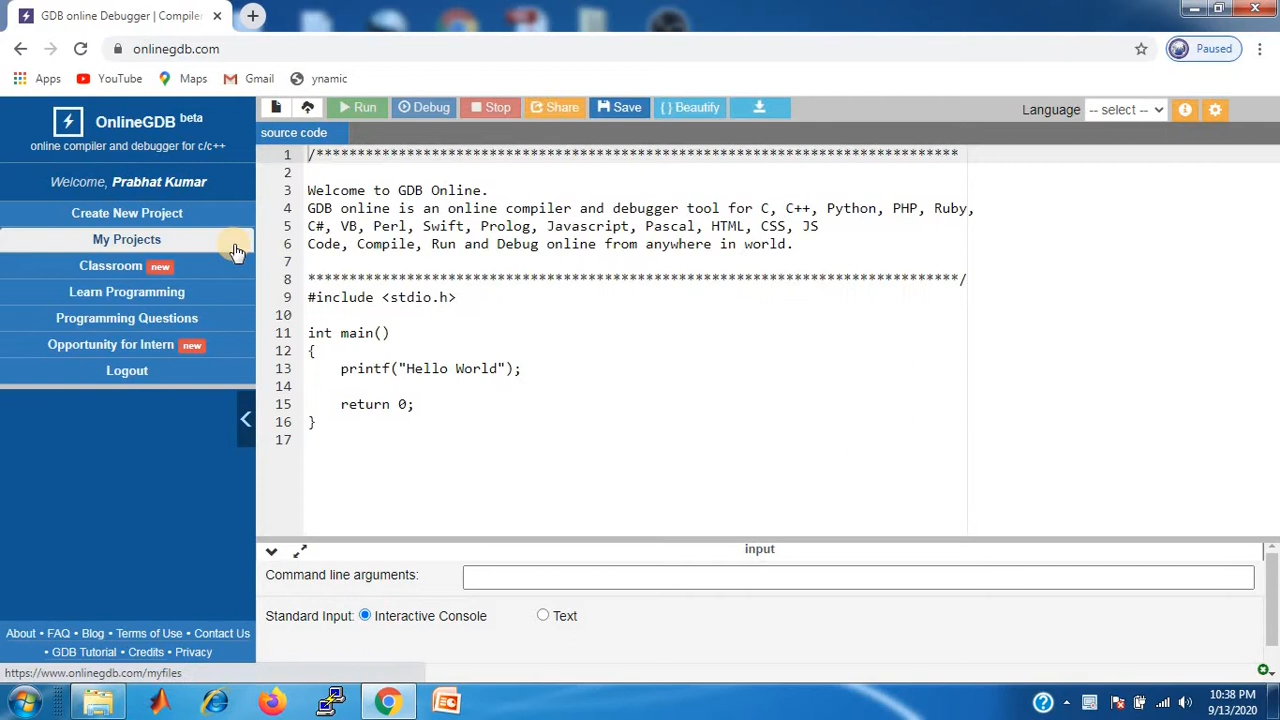 GDB online Debugger | Compiler
onlinegdb.com
Paused
Apps YouTube Maps Gmail ynamic
OnlineGDB beta
online compiler and debugger for c/c++
Welcome, Prabhat Kumar
Create New Project
My Projects
Classroom new
Learn Programming
Programming Questions
Opportunity for Intern new
Logout
Run Debug Stop Share Save { } Beautify
Language -- select --
source code
1 /******************************************************************************
2
3 Welcome to GDB Online.
4 GDB online is an online compiler and debugger tool for C, C++, Python, PHP, Ruby,
5 C#, VB, Perl, Swift, Prolog, Javascript, Pascal, HTML, CSS, JS
6 Code, Compile, Run and Debug online from anywhere in world.
7
8 *******************************************************************************/
9 #include <stdio.h>
10
11 int main()
12 {
13     printf("Hello World");
14
15     return 0;
16 }
17
input
Command line arguments:
Standard Input: Interactive Console Text
About • FAQ • Blog • Terms of Use • Contact Us
• GDB Tutorial • Credits • Privacy
https://www.onlinegdb.com/myfiles
10:38 PM
9/13/2020